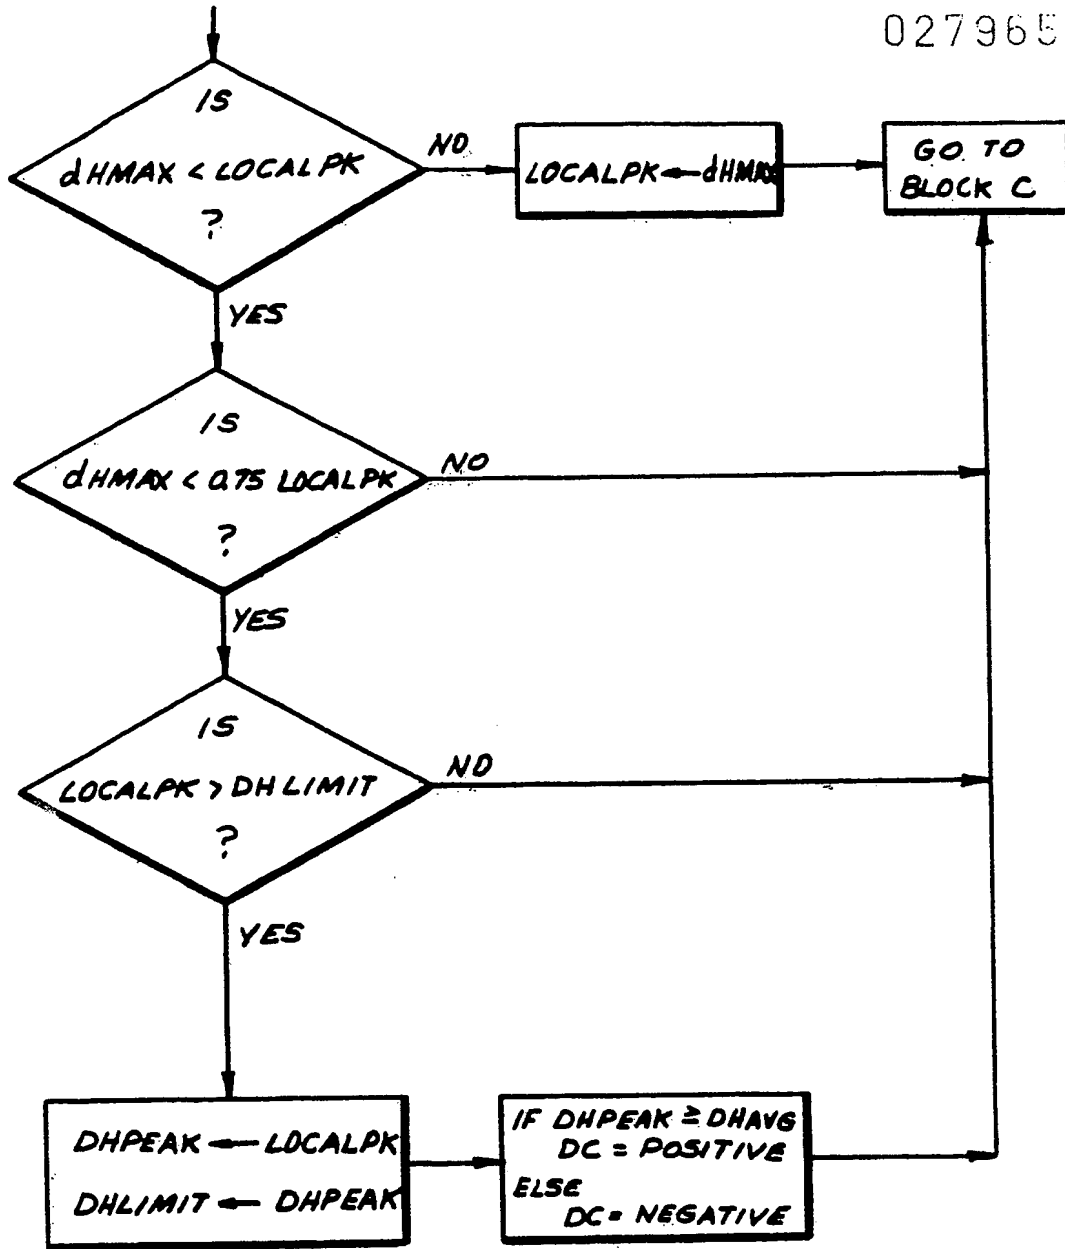 027965
IS
dHMAX < LOCALPK
?
NO
LOCALPK ← dHMAX
GO TO
BLOCK C
YES
IS
dHMAX < 0.75 LOCALPK
?
NO
YES
IS
LOCALPK > DHLIMIT
?
NO
YES
DHPEAK ← LOCALPK
DHLIMIT ← DHPEAK
IF DHPEAK ≥ DHAVG
DC = POSITIVE
ELSE
DC = NEGATIVE